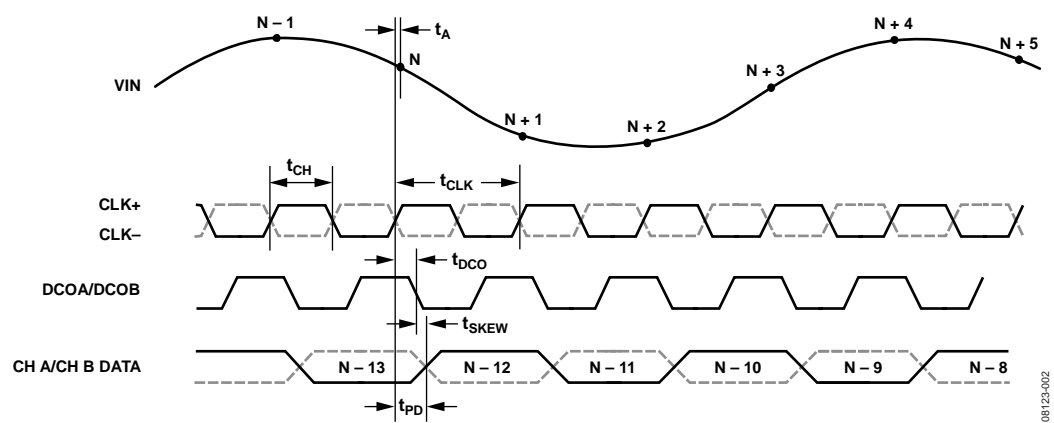 N – 1
t_A
N
N + 4
N + 5
VIN
N + 3
N + 1
N + 2
t_CH
t_CLK
CLK+
CLK–
t_DCO
DCOA/DCOB
t_SKEW
CH A/CH B DATA
N – 13
N – 12
N – 11
N – 10
N – 9
N – 8
t_PD
08123-002